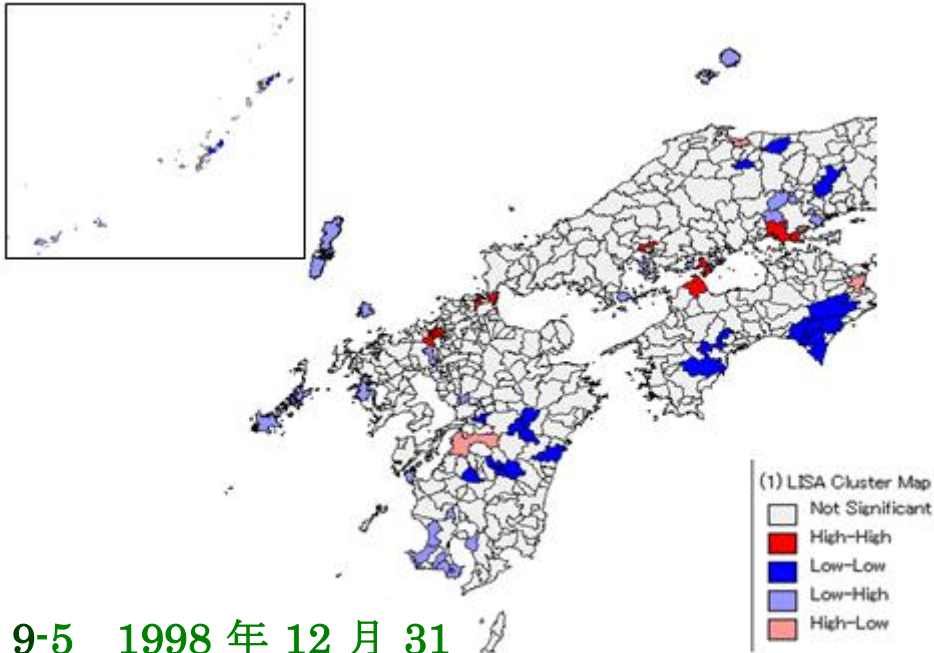 (1) LISA Cluster Map
Not Significant
High-High
Low-Low
Low-High
High-Low
9-5 1998 年 12 月 31